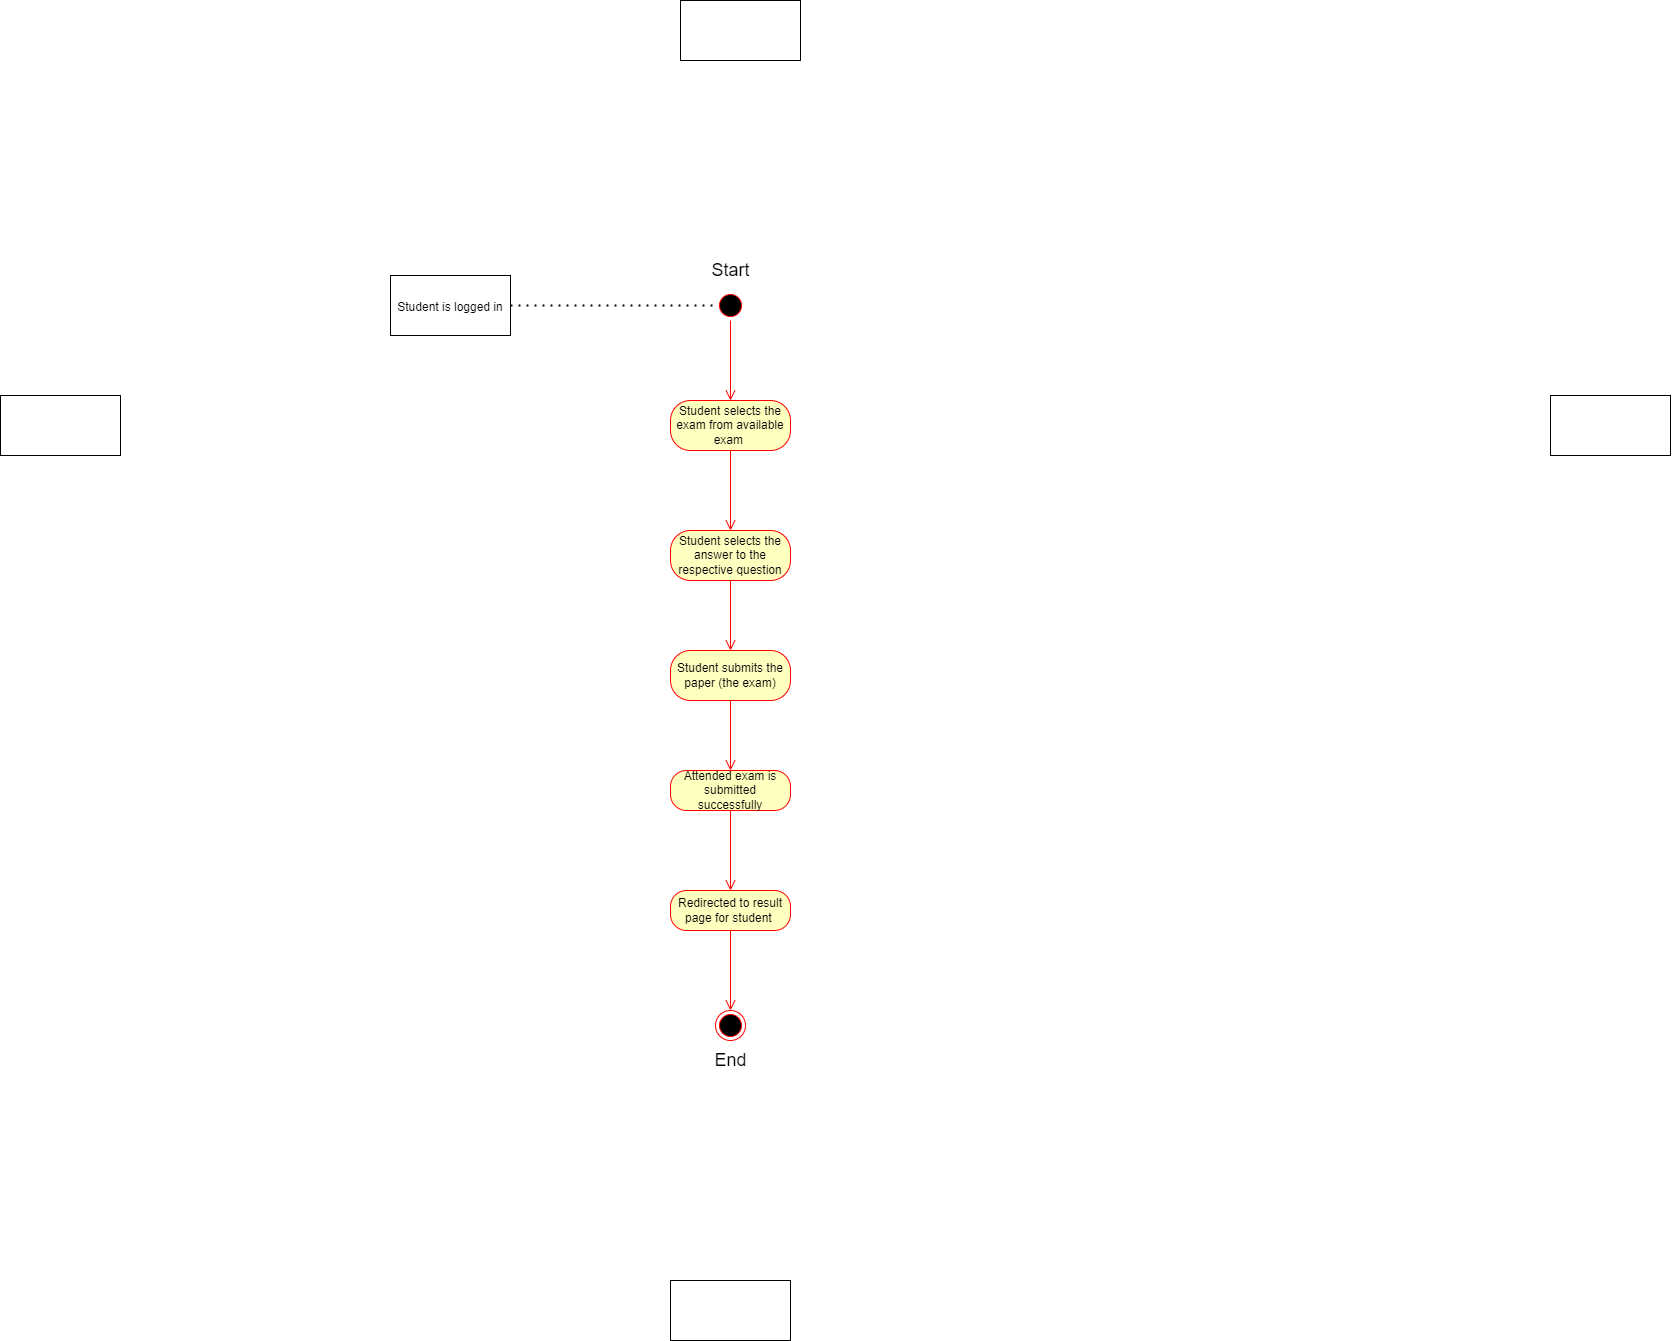 Start
Student is logged in
Student selects the
exam from available
exam
Student selects the
answer to the
respective question
Student submits the
paper (the exam)
Attended exam is
submitted
successfully
Redirected to result
page for student
End